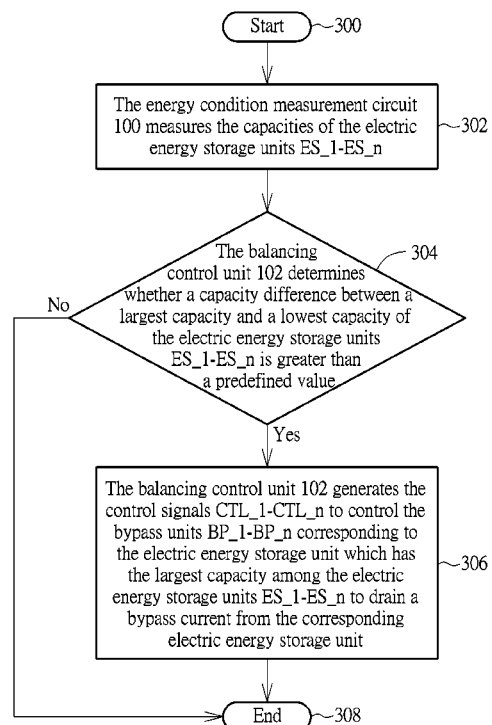 Start
300
The energy condition measurement circuit
100 measures the capacities of the electric
energy storage units ES_1-ES_n
302
The balancing
control unit 102 determines
whether a capacity difference between a
largest capacity and a lowest capacity of
the electric energy storage units
ES_1-ES_n is greater than
a predefined value
304
No
Yes
The balancing control unit 102 generates the
control signals CTL_1-CTL_n to control the
bypass units BP_1-BP_n corresponding to
the electric energy storage unit which has
the largest capacity among the electric
energy storage units ES_1-ES_n to drain a
bypass current from the corresponding
electric energy storage unit
306
End
308